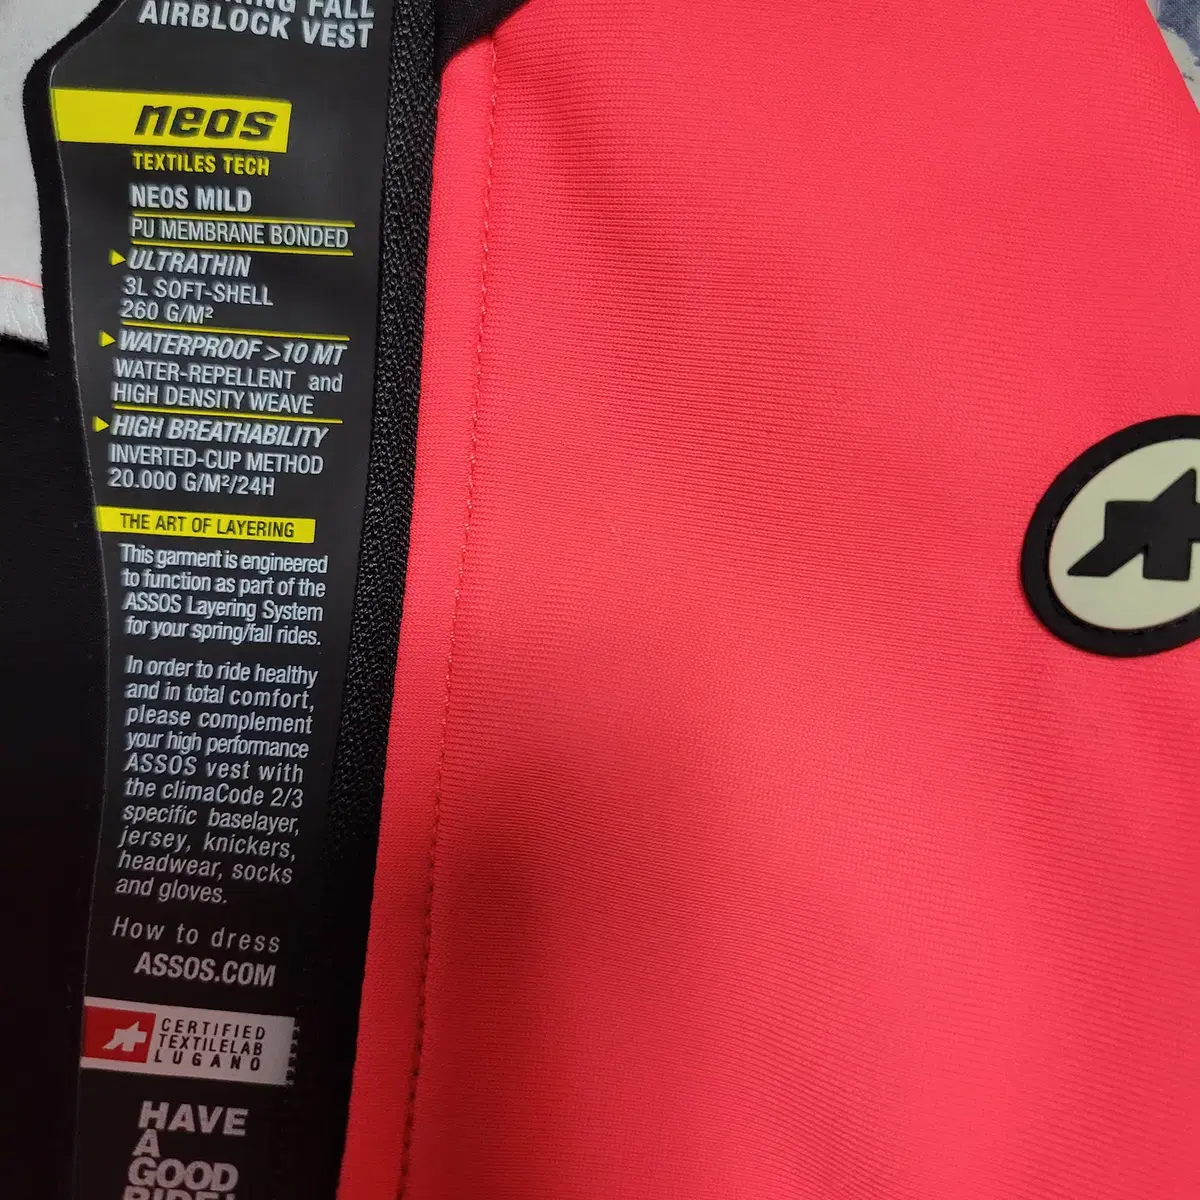 FALL
AIRBLOCK VEST
neos
TEXTILES TECH
NEOS MILD
PU MEMBRANE BONDED
ULTRATHIN
3L SOFT-SHELL
260 G/M²
WATERPROOF >10 MT
WATER-REPELLENT and
HIGH DENSITY WEAVE
HIGH BREATHABILITY
INVERTED-CUP METHOD
20.000 G/M²/24H
THE ART OF LAYERING
This garment is engineered
to function as part of the
ASSOS Layering System
for your spring/fall rides.
In order to ride healthy
and in total comfort,
please complement
your high performance
ASSOS vest with
the climaCode 2/3
specific baselayer,
jersey, knickers,
headwear, socks
and gloves.
How to dress
ASSOS.COM
CERTIFIED
TEXTILELAB
LUGANO
HAVE
A
GOOD
RIDE!